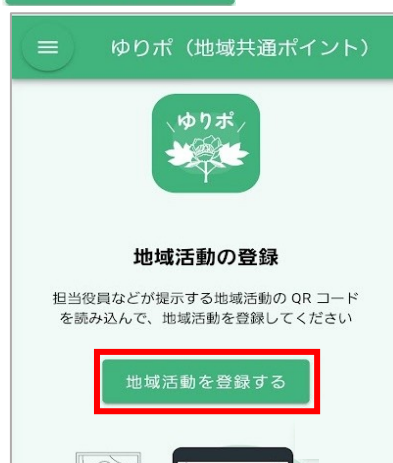 ゆりポ（地域共通ポイント）
ゆりポ
地域活動の登録
担当役員などが提示する地域活動の QR コード
を読み込んで、地域活動を登録してください
地域活動を登録する